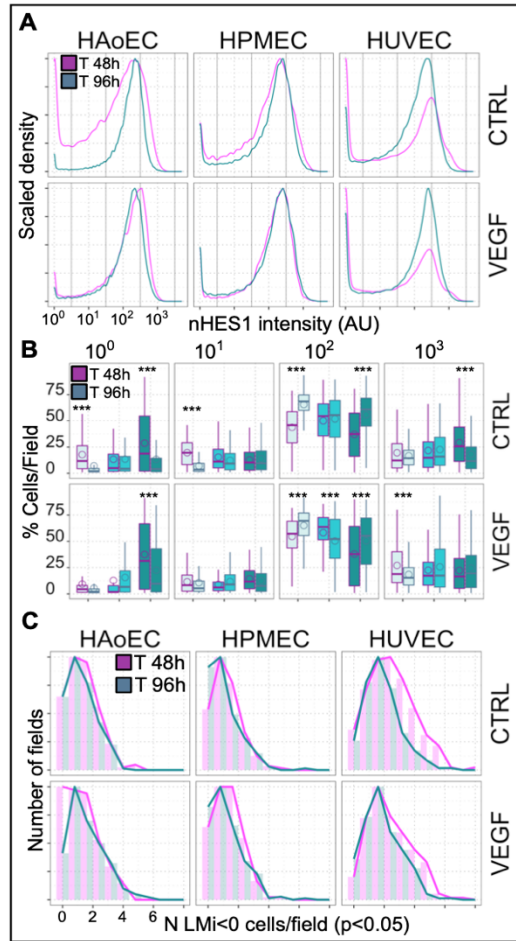 A
HAoEC HPMEC HUVEC
T 48h
T 96h
CTRL
Scaled density
VEGF
10⁰ 10¹ 10² 10³
nHES1 intensity (AU)
B
10⁰ 10¹ 10² 10³
T 48h
T 96h
*** *** *** *** *** ***
75
50
25
0
CTRL
% Cells/Field
*** *** *** *** ***
75
50
25
0
VEGF
C
HAoEC HPMEC HUVEC
T 48h
T 96h
CTRL
Number of fields
VEGF
0 2 4 6
N LMi<0 cells/field (p<0.05)